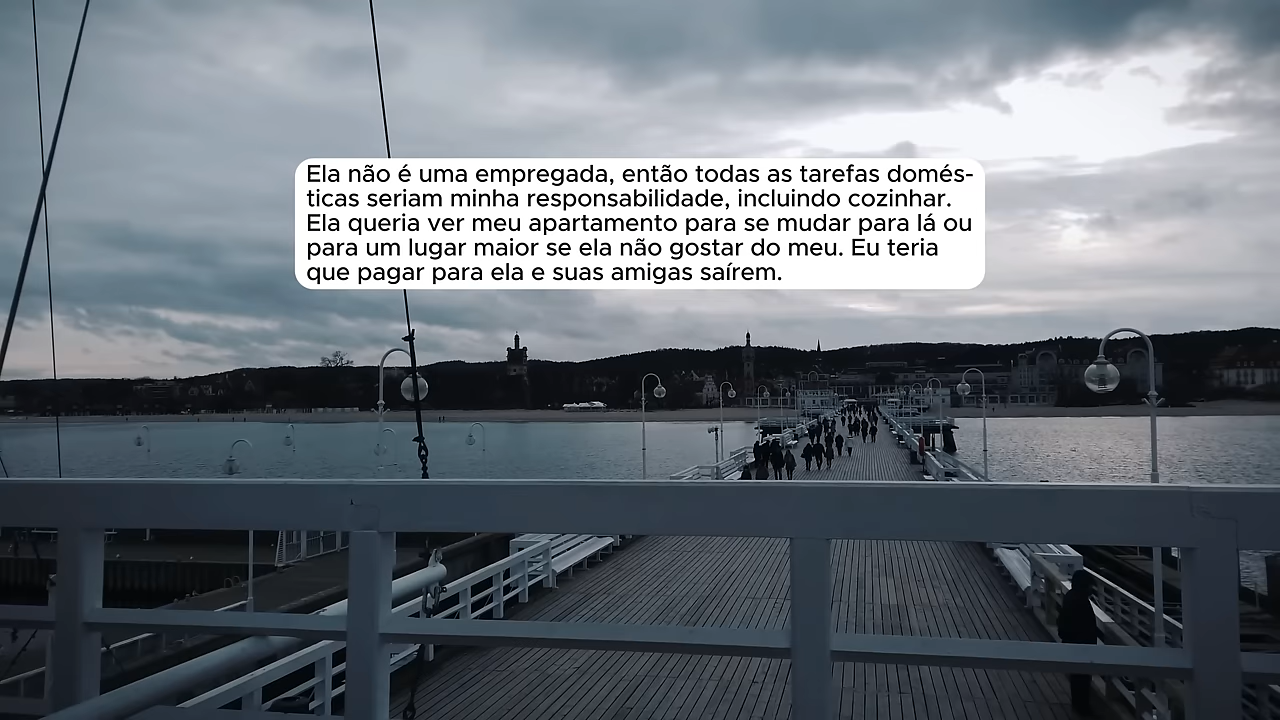 Ela não é uma empregada, então todas as tarefas domés-
ticas seriam minha responsabilidade, incluindo cozinhar.
Ela queria ver meu apartamento para se mudar para lá ou
para um lugar maior se ela não gostar do meu. Eu teria
que pagar para ela e suas amigas saírem.